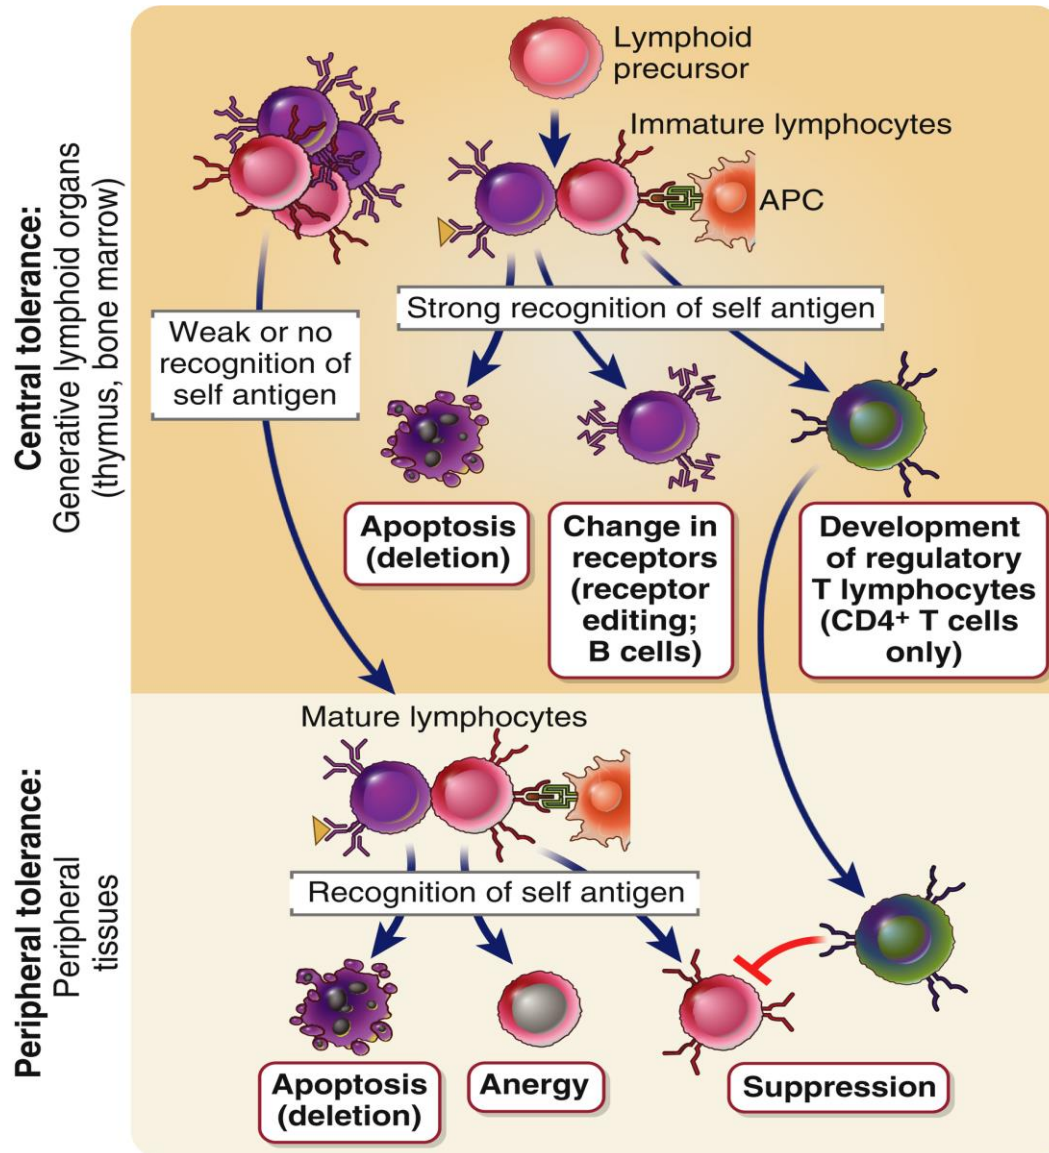 Central tolerance:
Generative lymphoid organs
(thymus, bone marrow)
Lymphoid
precursor
Immature lymphocytes
APC
Weak or no
recognition of
self antigen
Strong recognition of self antigen
Apoptosis
(deletion)
Change in
receptors
(receptor
editing;
B cells)
Development
of regulatory
T lymphocytes
(CD4⁺ T cells
only)
Peripheral tolerance:
Peripheral
tissues
Mature lymphocytes
Recognition of self antigen
Apoptosis
(deletion)
Anergy
Suppression